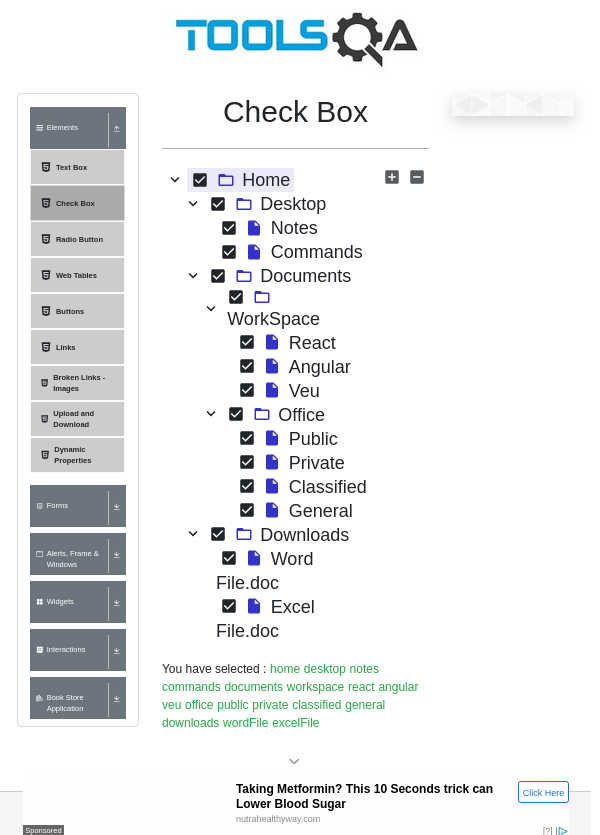 TOOLSQA
Elements
Text Box
Check Box
Radio Button
Web Tables
Buttons
Links
Broken Links -
Images
Upload and
Download
Dynamic
Properties
Forms
Alerts, Frame &
Windows
Widgets
Interactions
Book Store
Application
Check Box
Home
Desktop
Notes
Commands
Documents
WorkSpace
React
Angular
Veu
Office
Public
Private
Classified
General
Downloads
Word
File.doc
Excel
File.doc
You have selected : home desktop notes
commands documents workspace react angular
veu office public private classified general
downloads wordFile excelFile
Taking Metformin? This 10 Seconds trick can
Lower Blood Sugar
nutrahealthyway.com
Click Here
Sponsored
[?]